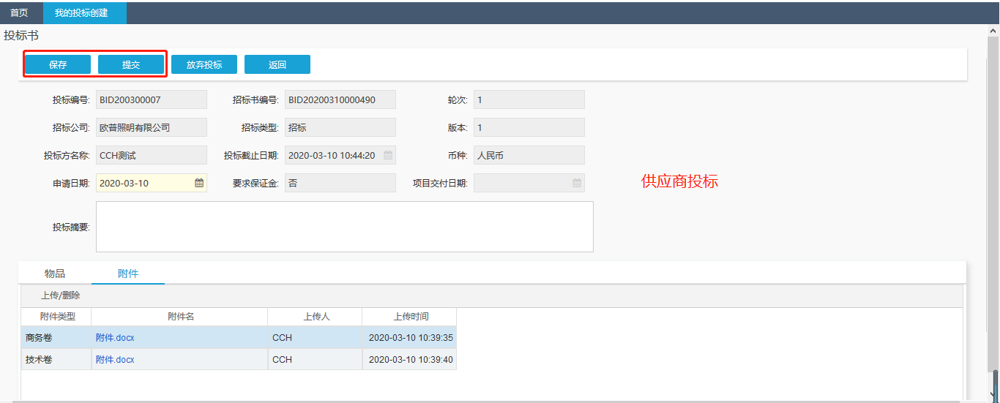 首页 我的投标创建
投标书
保存 提交 放弃投标 返回
投标编号: BID200300007 招标书编号: BID20200310000490 轮次: 1
招标公司: 欧普照明有限公司 招标类型: 招标 版本: 1
投标方名称: CCH测试 投标截止日期: 2020-03-10 10:44:20 币种: 人民币
申请日期: 2020-03-10 要求保证金: 否 项目交付日期:
供应商投标
投标摘要:
物品 附件
上传/删除
附件类型 附件名 上传人 上传时间
商务卷 附件.docx CCH 2020-03-10 10:39:35
技术卷 附件.docx CCH 2020-03-10 10:39:40